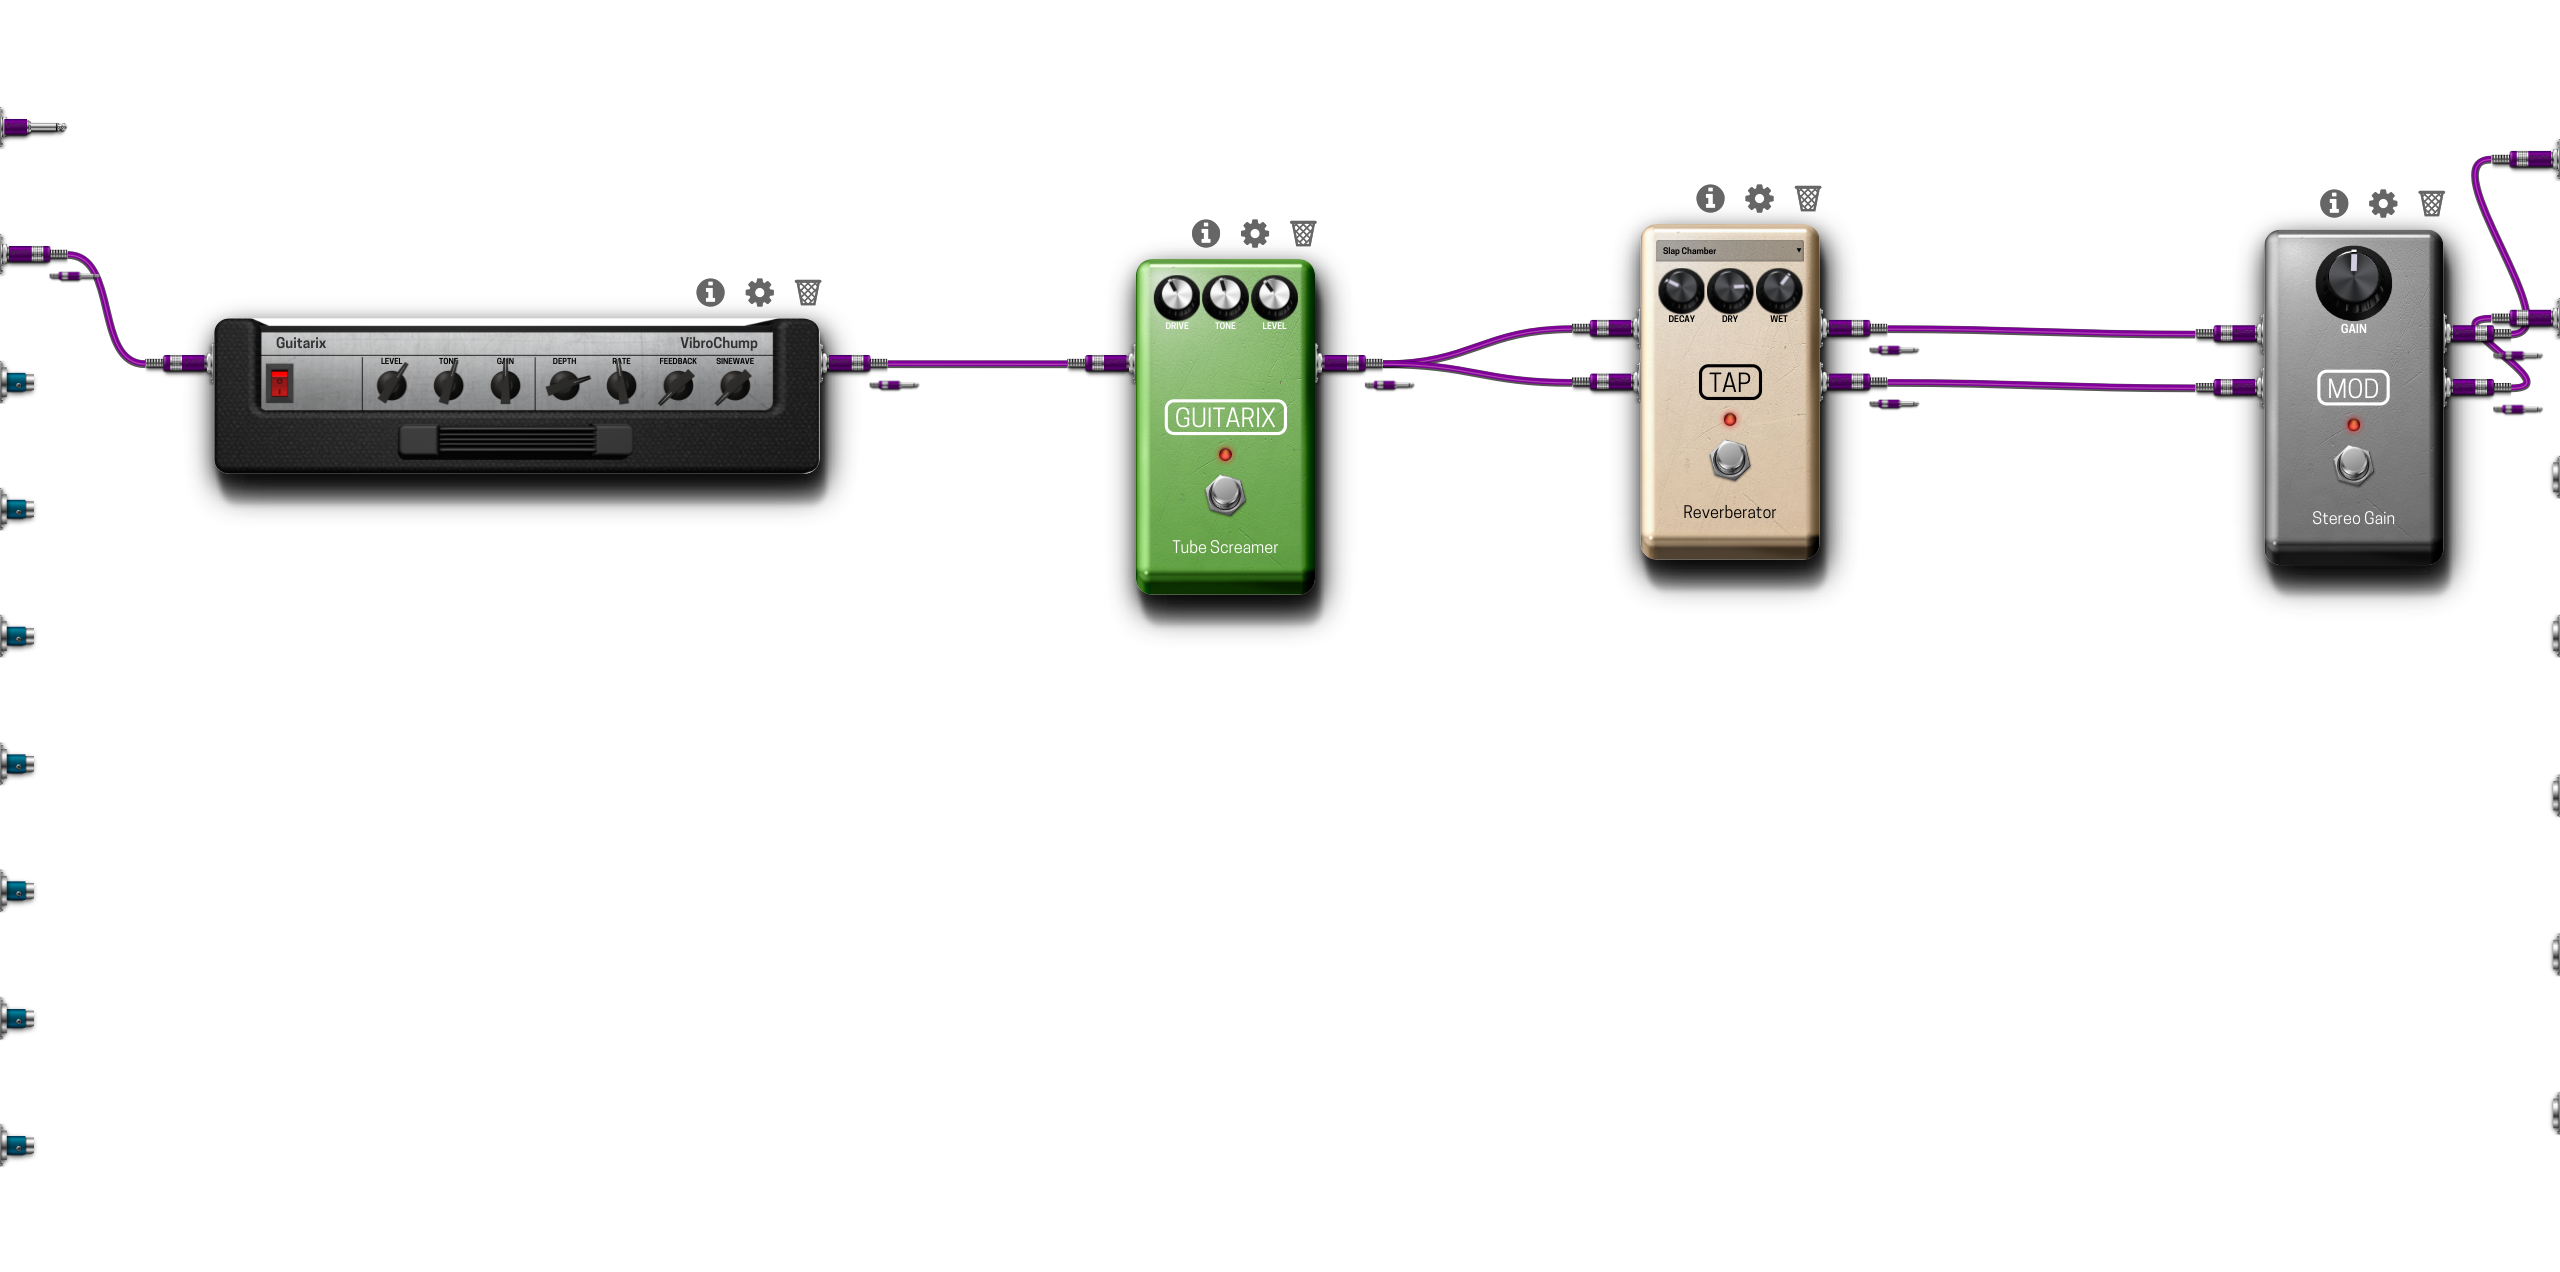 Guitarix VibroChump
LEVEL TONE GAIN DEPTH RATE FEEDBACK SINEWAVE
DRIVE TONE LEVEL
GUITARIX
Tube Screamer
Slap Chamber
DECAY DRY WET
TAP
Reverberator
GAIN
MOD
Stereo Gain